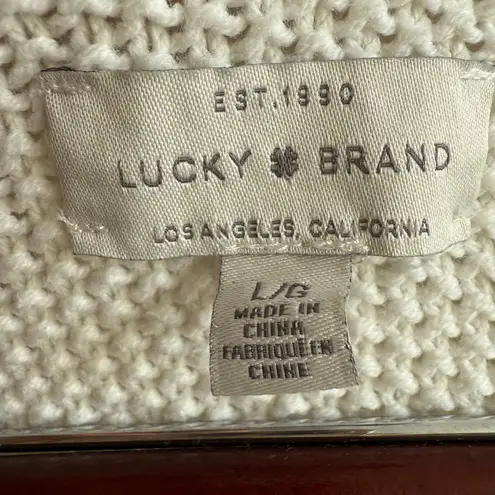 EST.1990
LUCKY BRAND
LOS ANGELES, CALIFORNIA
L/G
MADE IN
CHINA
FABRIQUÉ EN
CHINE